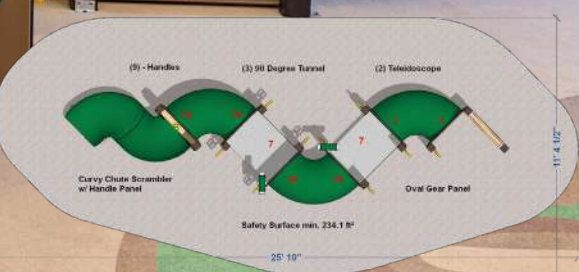 (9) - Handles
(3) 90 Degree Tunnel
(2) Teleidoscope
7
7
Curvy Chute Scrambler
w/ Handle Panel
Oval Gear Panel
Safety Surface min. 234.1 ft²
11' 4 1/2"
25' 10"